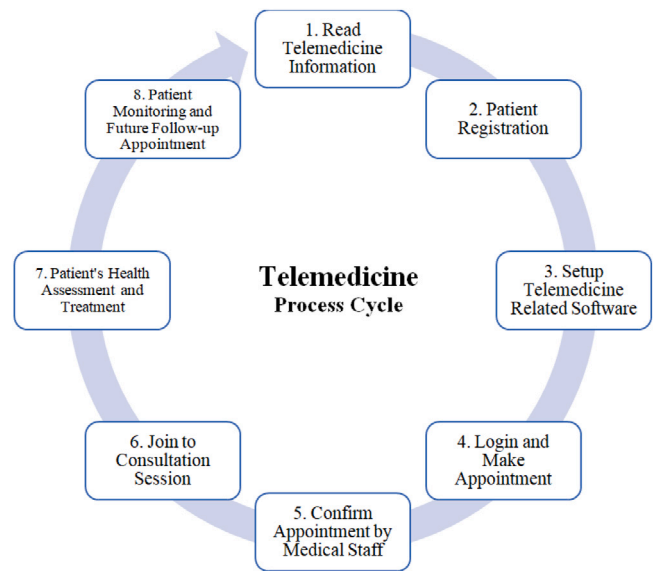 1. Read
Telemedicine
Information
2. Patient
Registration
3. Setup
Telemedicine
Related Software
4. Login and
Make
Appointment
5. Confirm
Appointment by
Medical Staff
6. Join to
Consultation
Session
7. Patient's Health
Assessment and
Treatment
8. Patient
Monitoring and
Future Follow-up
Appointment
Telemedicine
Process Cycle